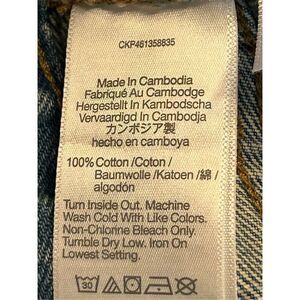 CKP461358835
Made In Cambodia
Fabriqué Au Cambodge
Hergestellt In Kambodscha
Vervaardigd In Cambodja
カンボジア製
hecho en camboya
100% Cotton /Coton /
Baumwolle /Katoen /綿 /
algodón
Turn Inside Out. Machine
Wash Cold With Like Colors.
Non-Chlorine Bleach Only.
Tumble Dry Low. Iron On
Lowest Setting.
30